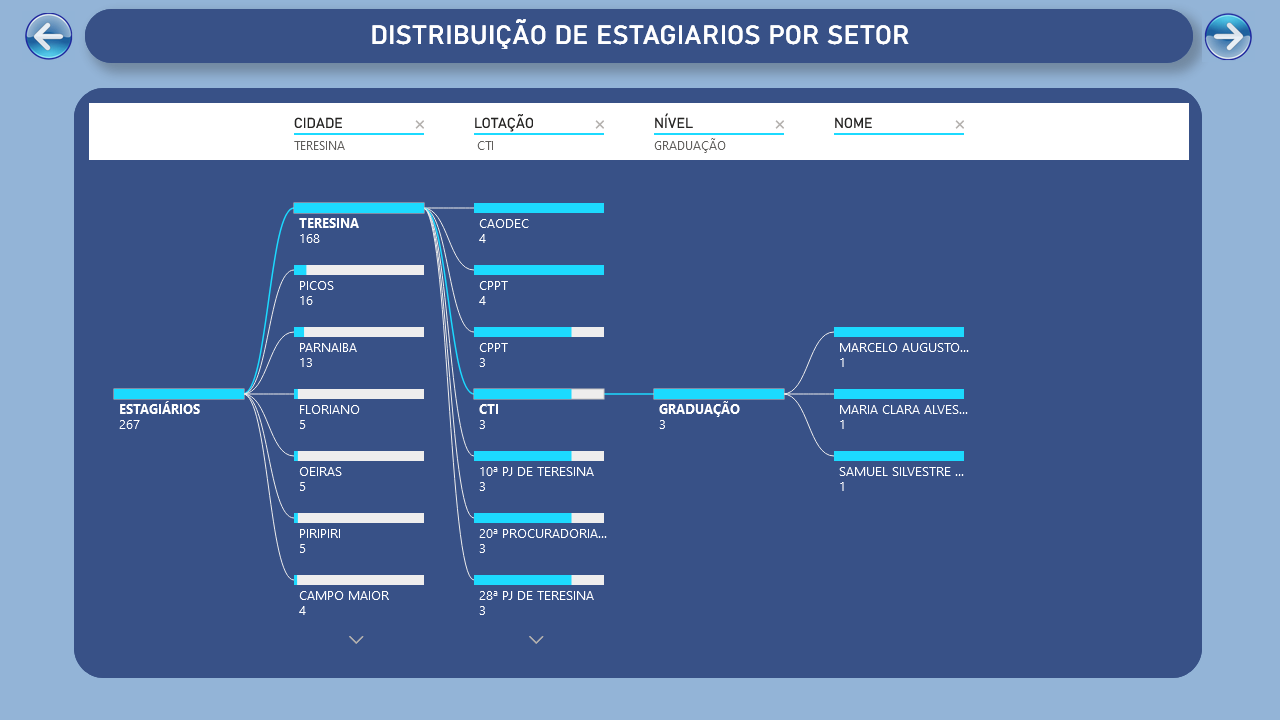 DISTRIBUIÇÃO DE ESTAGIARIOS POR SETOR
CIDADE
TERESINA
LOTAÇÃO
CTI
NÍVEL
GRADUAÇÃO
NOME
ESTAGIÁRIOS
267
TERESINA
168
PICOS
16
PARNAIBA
13
FLORIANO
5
OEIRAS
5
PIRIPIRI
5
CAMPO MAIOR
4
CAODEC
4
CPPT
4
CPPT
3
CTI
3
10ª PJ DE TERESINA
3
20ª PROCURADORIA...
3
28ª PJ DE TERESINA
3
GRADUAÇÃO
3
MARCELO AUGUSTO...
1
MARIA CLARA ALVES...
1
SAMUEL SILVESTRE ...
1